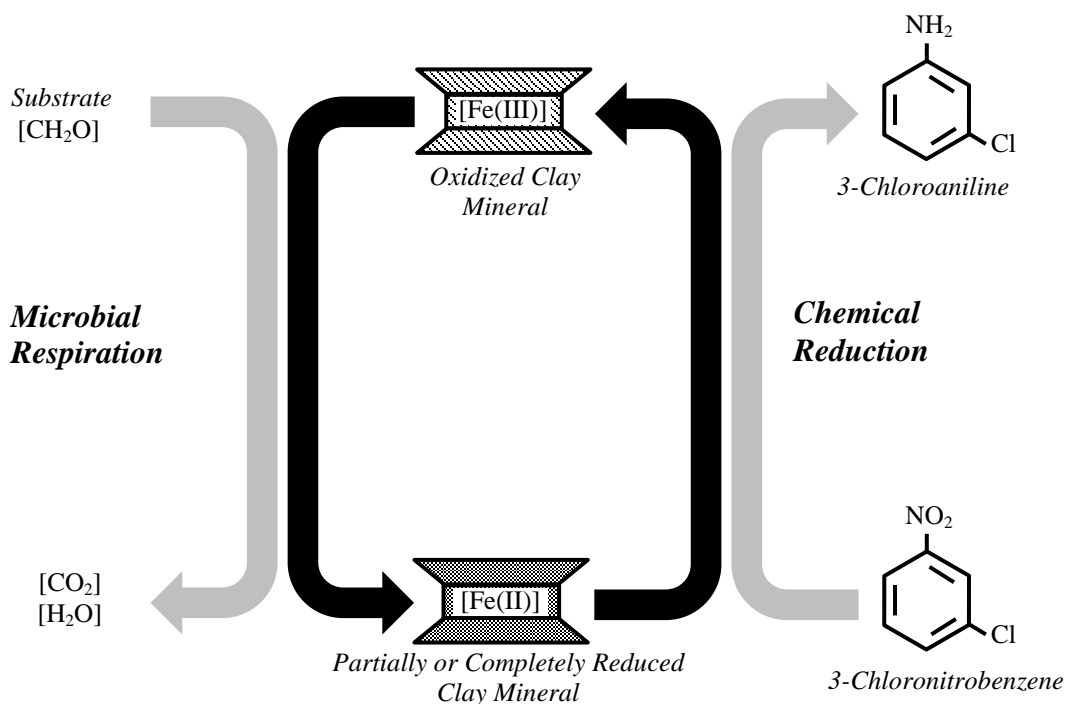 Substrate
[CH₂O]
[Fe(III)]
Oxidized Clay
Mineral
NH₂
Cl
3-Chloroaniline
Microbial
Respiration
Chemical
Reduction
[CO₂]
[H₂O]
[Fe(II)]
Partially or Completely Reduced
Clay Mineral
NO₂
Cl
3-Chloronitrobenzene